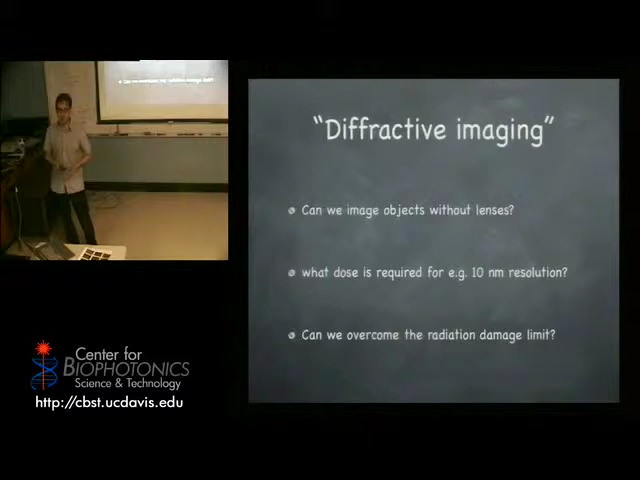 "Diffractive imaging"
Can we image objects without lenses?
what dose is required for e.g. 10 nm resolution?
Can we overcome the radiation damage limit?
Center for
BIOPHOTONICS
Science & Technology
http://cbst.ucdavis.edu